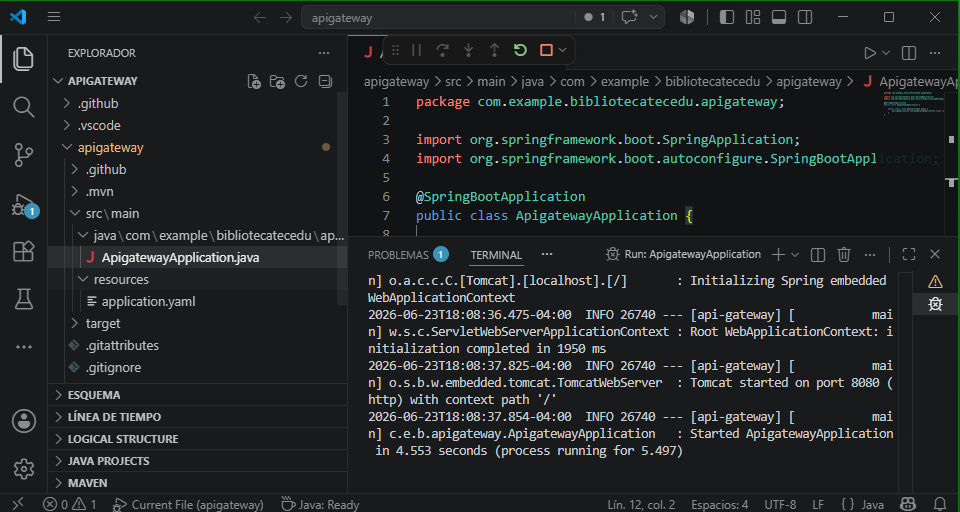 apigateway
1
EXPLORADOR
APIGATEWAY
.github
.vscode
apigateway
.github
.mvn
src\main
java\com\example\bibliotecatecedu\ap...
J ApigatewayApplication.java
resources
application.yaml
target
.gitattributes
.gitignore
ESQUEMA
LÍNEA DE TIEMPO
LOGICAL STRUCTURE
JAVA PROJECTS
MAVEN
1
apigateway > src > main > java > com > example > bibliotecatecedu > apigateway > J ApigatewayAp
1 package com.example.bibliotecatecedu.apigateway;
2
3 import org.springframework.boot.SpringApplication;
4 import org.springframework.boot.autoconfigure.SpringBootApplication;
5
6 @SpringBootApplication
7 public class ApigatewayApplication {
8
PROBLEMAS 1 TERMINAL ... Run: ApigatewayApplication
n] o.a.c.c.C.[Tomcat].[localhost].[/]       : Initializing Spring embedded
WebApplicationContext
2026-06-23T18:08:36.475-04:00  INFO 26740 --- [api-gateway] [           mai
n] w.s.c.ServletWebServerApplicationContext : Root WebApplicationContext: i
nitialization completed in 1950 ms
2026-06-23T18:08:37.825-04:00  INFO 26740 --- [api-gateway] [           mai
n] o.s.b.w.embedded.tomcat.TomcatWebServer  : Tomcat started on port 8080 (
http) with context path '/'
2026-06-23T18:08:37.854-04:00  INFO 26740 --- [api-gateway] [           mai
n] c.e.b.apigateway.ApigatewayApplication   : Started ApigatewayApplication
 in 4.553 seconds (process running for 5.497)
0 1 Current File (apigateway) Java: Ready Lín. 12, col. 2 Espacios: 4 UTF-8 LF { } Java